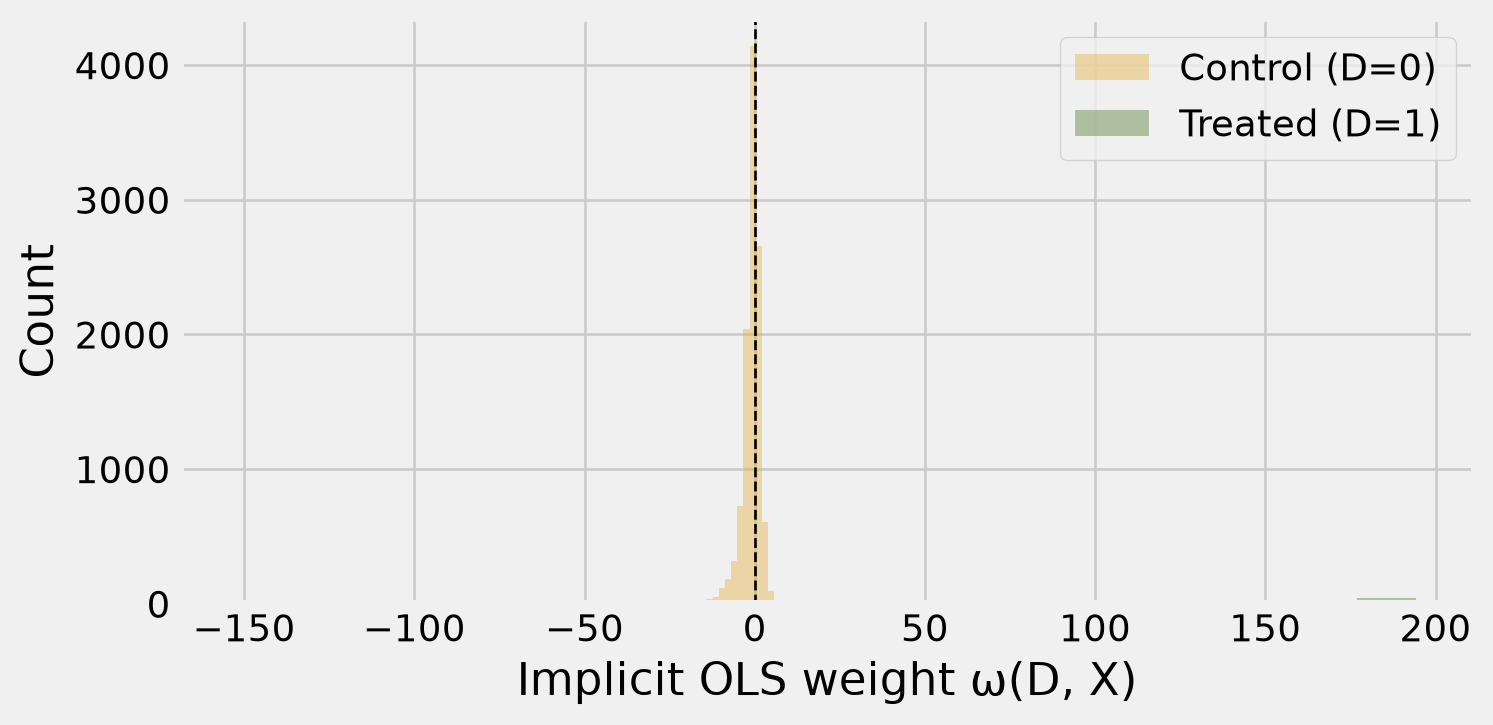 4000
3000
2000
1000
0
Count
−150 −100 −50 0 50 100 150 200
Implicit OLS weight ω(D, X)
Control (D=0)
Treated (D=1)